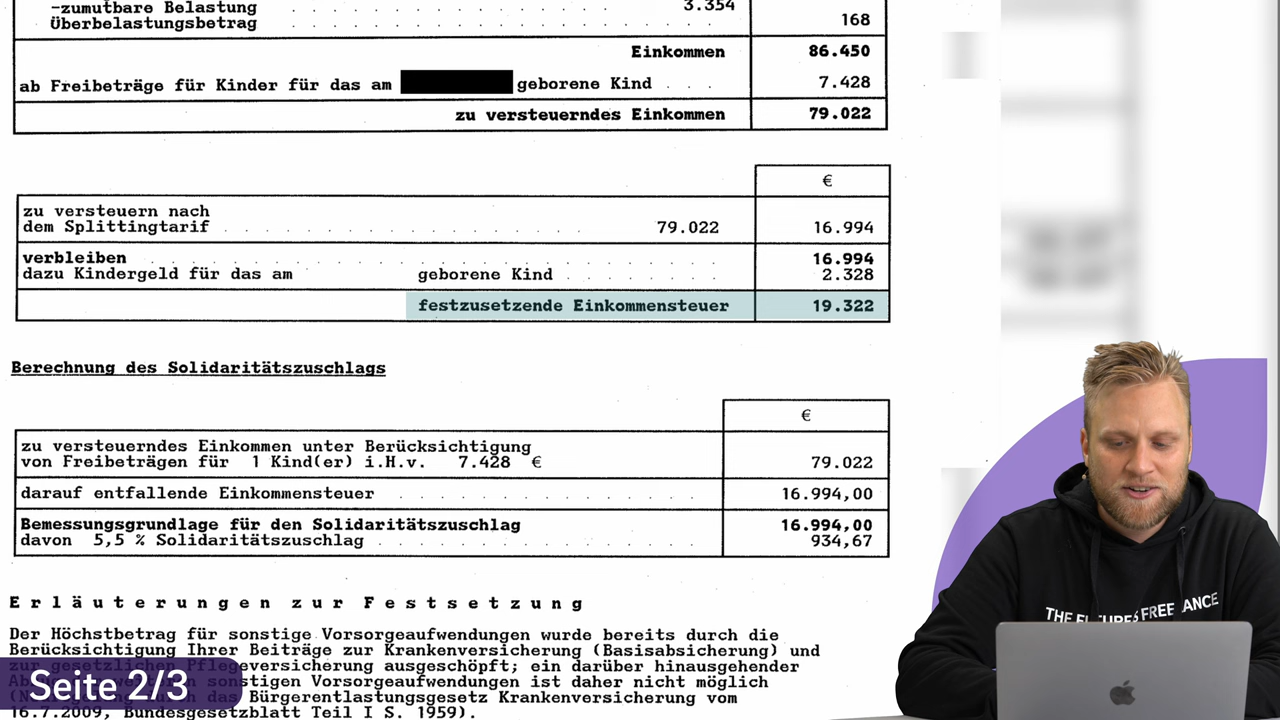 -zumutbare Belastung . . . . . . . . . . . . . 3.354
Überbelastungsbetrag . . . . . . . . . . . . . 168
Einkommen 86.450
ab Freibeträge für Kinder für das am geborene Kind . . . 7.428
zu versteuerndes Einkommen 79.022
€
zu versteuern nach
dem Splittingtarif . . . . . . . . . . . . 79.022 16.994
verbleiben . . . . . . . . . . . . . . . . . 16.994
dazu Kindergeld für das am geborene Kind . . . . . . 2.328
festzusetzende Einkommensteuer 19.322
Berechnung des Solidaritätszuschlags
€
zu versteuerndes Einkommen unter Berücksichtigung
von Freibeträgen für 1 Kind(er) i.H.v. 7.428 € 79.022
darauf entfallende Einkommensteuer . . . . . . . . . . . . 16.994,00
Bemessungsgrundlage für den Solidaritätszuschlag 16.994,00
davon 5,5 % Solidaritätszuschlag . . . . . . . . . . . . . 934,67
Erläuterungen zur Festsetzung
Der Höchstbetrag für sonstige Vorsorgeaufwendungen wurde bereits durch die
Berücksichtigung Ihrer Beiträge zur Krankenversicherung (Basisabsicherung) und
zur gesetzlichen Pflegeversicherung ausgeschöpft; ein darüber hinausgehender
sonstigen Vorsorgeaufwendungen ist daher nicht möglich
Bürgerentlastungsgesetz Krankenversicherung vom
16.7.2009, Bundesgesetzblatt Teil I S. 1959).
Seite 2/3
THE FUTURE'S FREELANCE